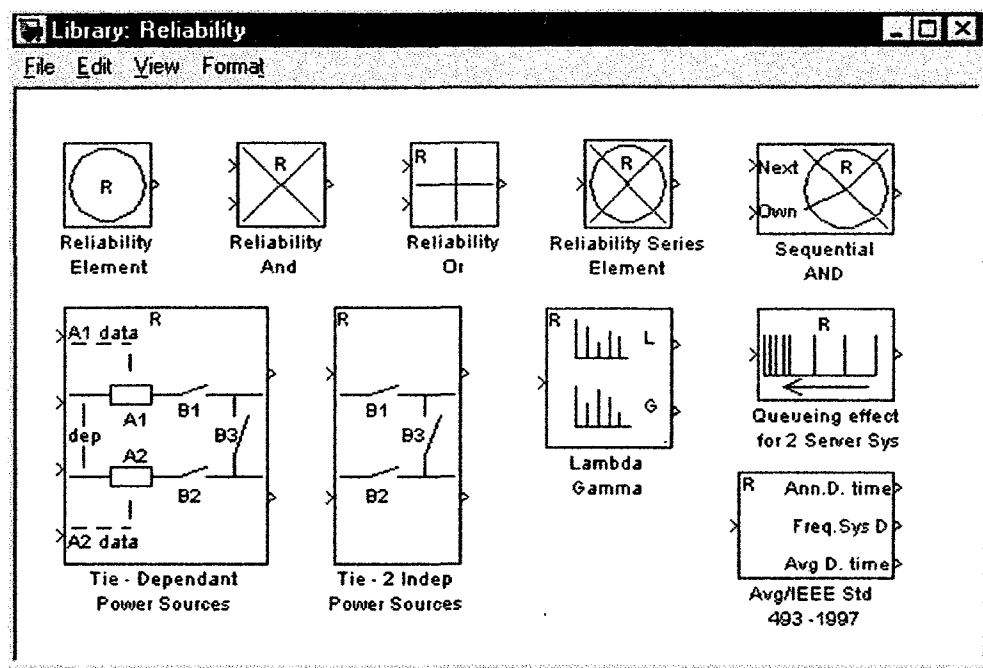 Library: Reliability
File Edit View Format
R
Reliability
Element
R
Reliability
And
R
Reliability
Or
R
Reliability Series
Element
Next
R
Own
Sequential
AND
R
A1 data
A1
B1
dep
B3
A2
B2
A2 data
Tie - Dependant
Power Sources
R
B1
B3
B2
Tie - 2 Indep
Power Sources
R
L
G
Lambda
Gamma
R
Queueing effect
for 2 Server Sys
R
Ann.D. time
Freq.Sys D
Avg D. time
Avg/IEEE Std
493 -1997